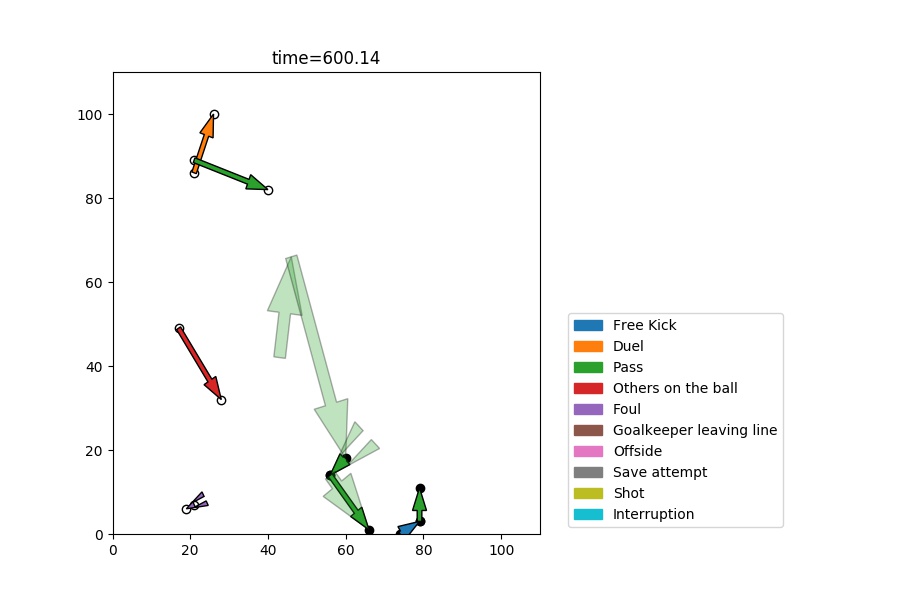 time=600.14
100
80
60
40
20
0
0 20 40 60 80 100
Free Kick
Duel
Pass
Others on the ball
Foul
Goalkeeper leaving line
Offside
Save attempt
Shot
Interruption